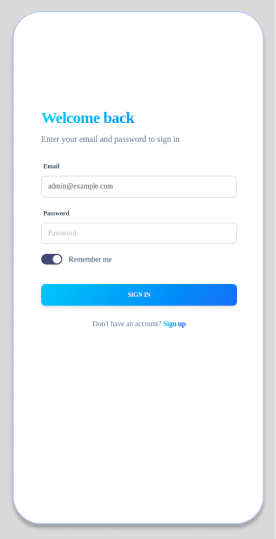 Welcome back
Enter your email and password to sign in
Email
admin@example.com
Password
Password
Remember me
SIGN IN
Don't have an account? Sign up